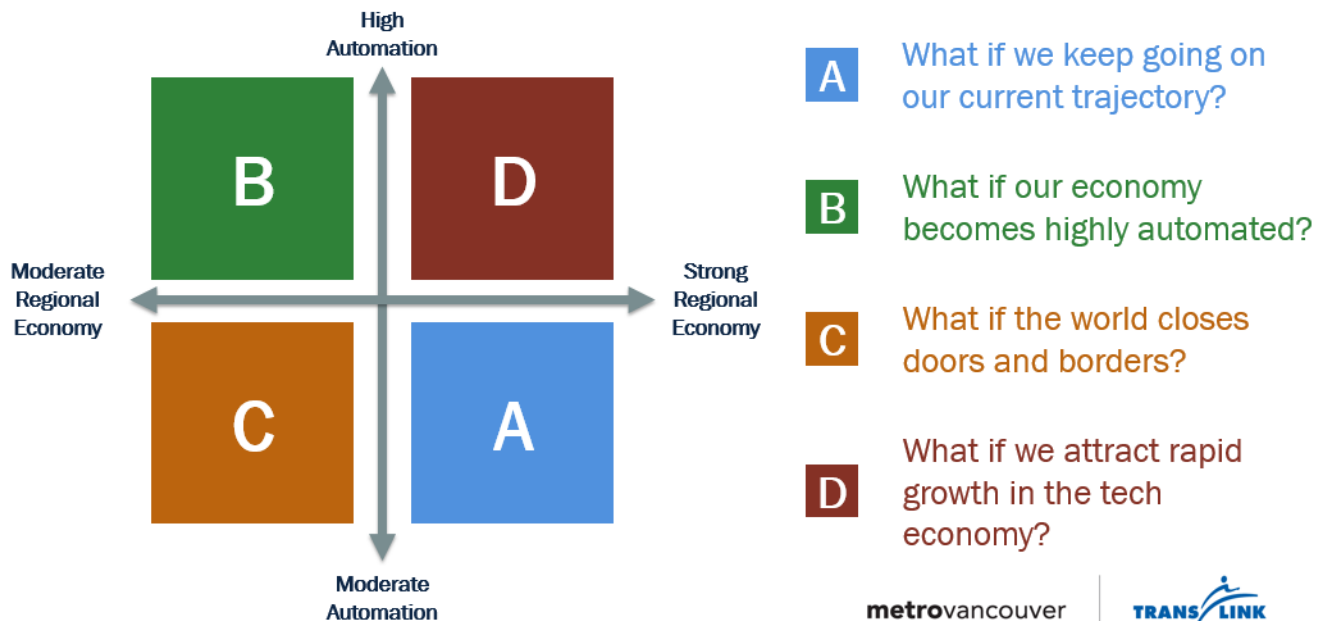 High
Automation
B
D
Moderate
Regional
Economy
Strong
Regional
Economy
C
A
Moderate
Automation
A
What if we keep going on
our current trajectory?
B
What if our economy
becomes highly automated?
C
What if the world closes
doors and borders?
D
What if we attract rapid
growth in the tech
economy?
metrovancouver
TRANS LINK